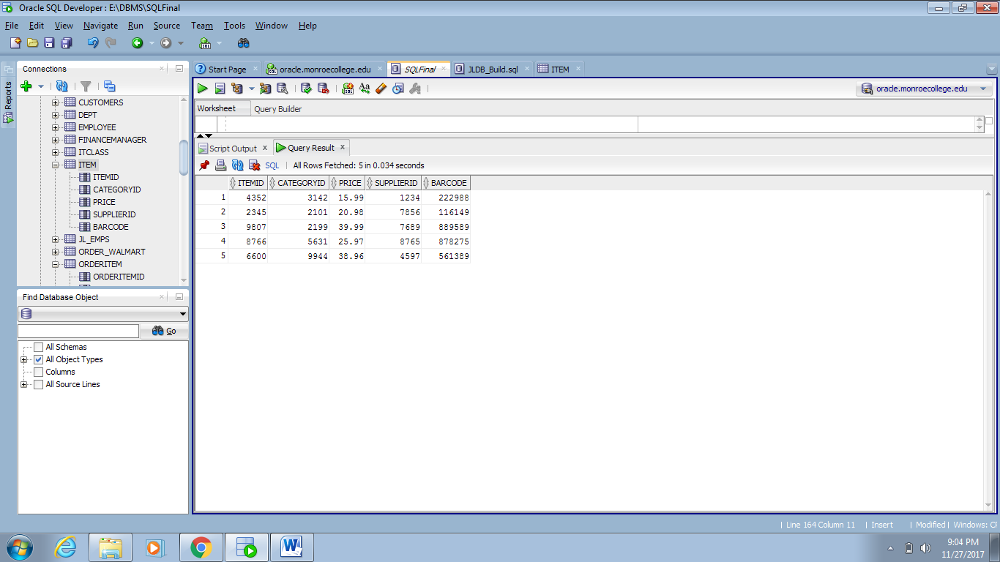 Oracle SQL Developer : E:\DBMS\SQLFinal
File Edit View Navigate Run Source Team Tools Window Help
Reports
Connections
CUSTOMERS
DEPT
EMPLOYEE
FINANCEMANAGER
ITCLASS
ITEM
ITEMID
CATEGORYID
PRICE
SUPPLIERID
BARCODE
JL_EMPS
ORDER_WALMART
ORDERITEM
ORDERITEMID
Find Database Object
Go
All Schemas
All Object Types
Columns
All Source Lines
Start Page oracle.monroecollege.edu SQLFinal JLDB_Build.sql ITEM
oracle.monroecollege.edu
Worksheet Query Builder
Script Output x Query Result x
SQL | All Rows Fetched: 5 in 0.034 seconds
ITEMID CATEGORYID PRICE SUPPLIERID BARCODE
1 4352 3142 15.99 1234 222988
2 2345 2101 20.98 7856 116149
3 9807 2199 39.99 7689 889589
4 8766 5631 25.97 8765 878275
5 6600 9944 38.96 4597 561389
| Line 164 Column 11 | Insert | Modified | Windows: CF
9:04 PM
11/27/2017